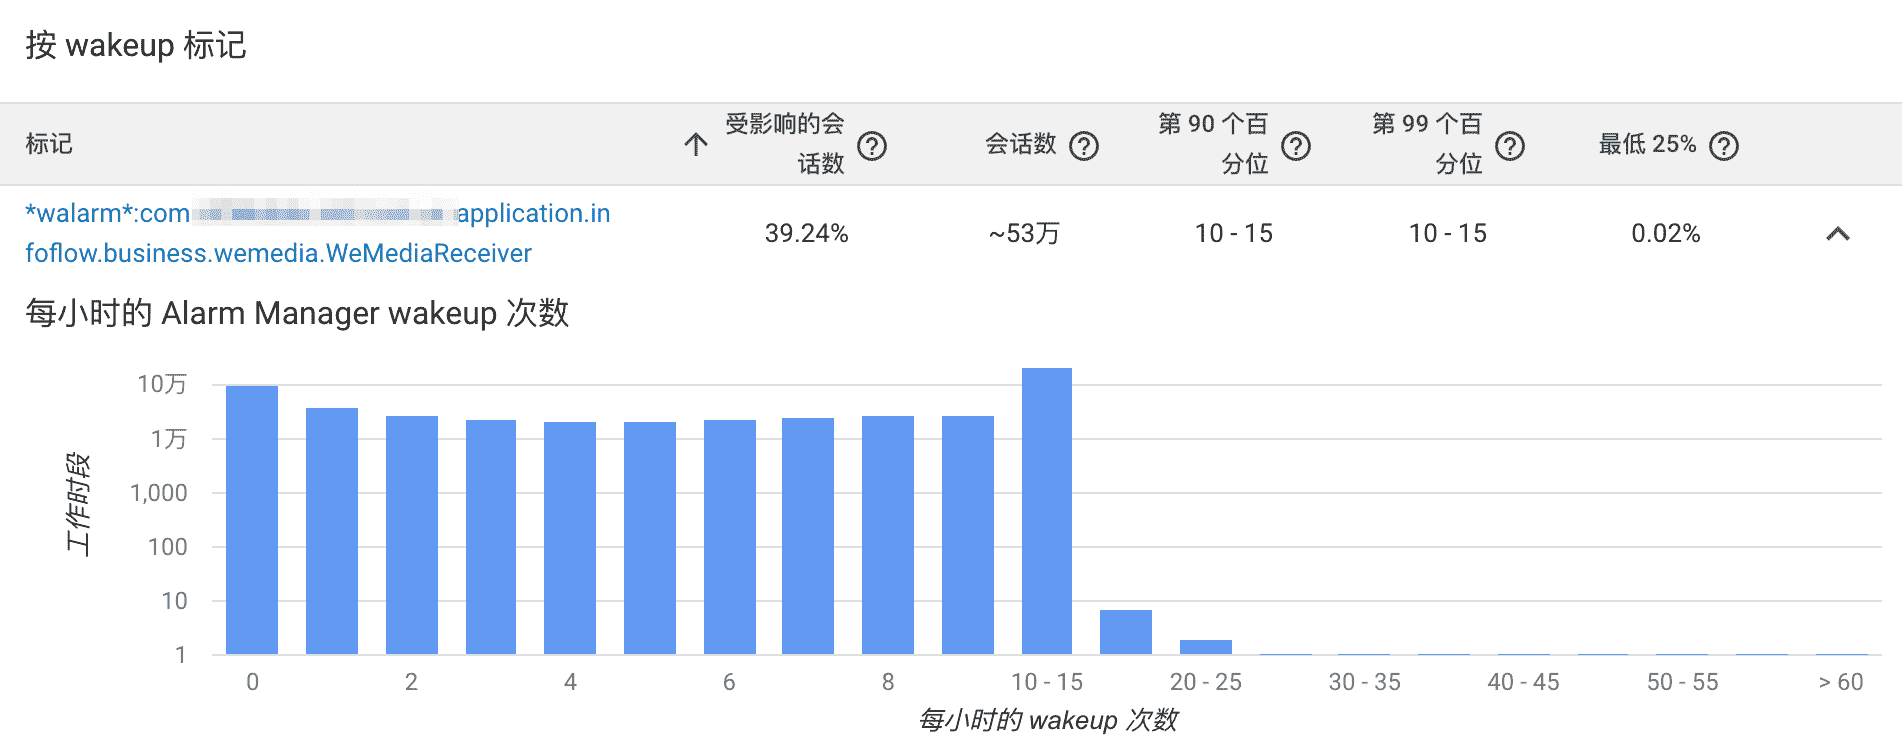 按 wakeup 标记
标记
受影响的会
话数
会话数
第 90 个百
分位
第 99 个百
分位
最低 25%
*walarm*:com application.in
foflow.business.wemedia.WeMediaReceiver
39.24%
~53万
10 - 15
10 - 15
0.02%
每小时的 Alarm Manager wakeup 次数
10万
1万
1,000
100
10
1
工作时段
0
2
4
6
8
10 - 15
20 - 25
30 - 35
40 - 45
50 - 55
> 60
每小时的 wakeup 次数